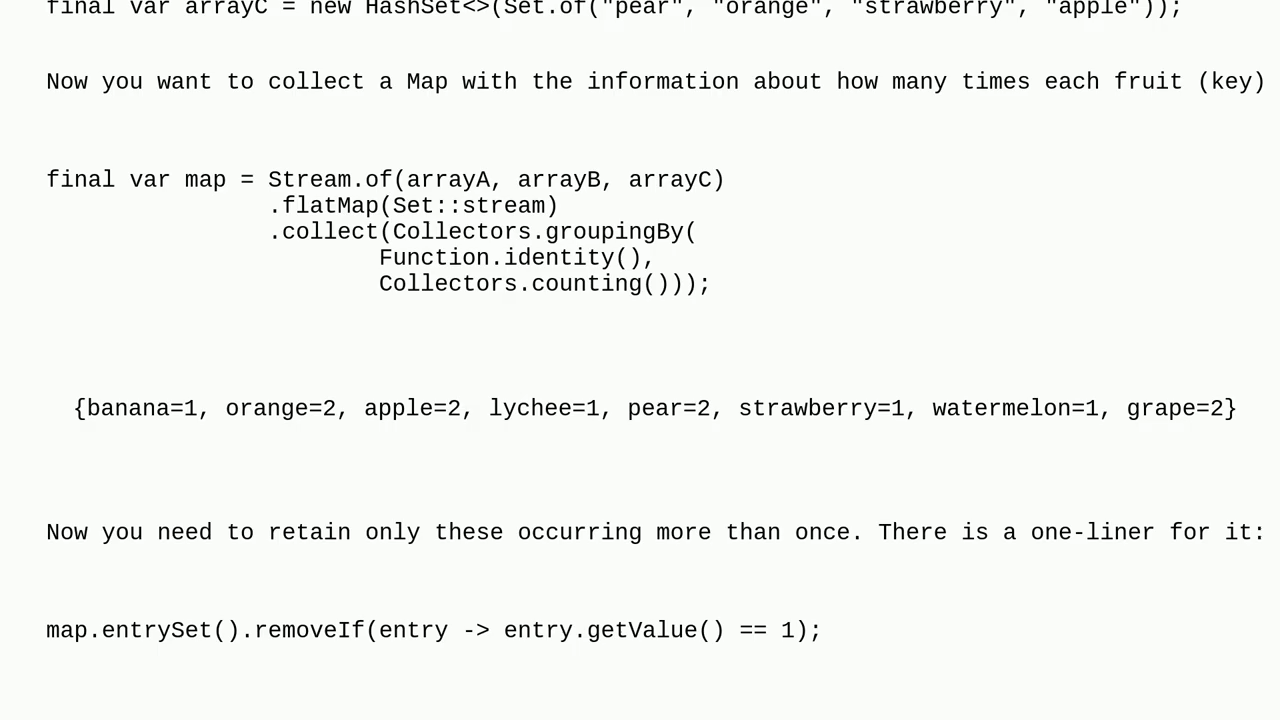 final var arrayC = new HashSet<>(Set.of("pear", "orange", "strawberry", "apple"));
Now you want to collect a Map with the information about how many times each fruit (key)
final var map = Stream.of(arrayA, arrayB, arrayC)
.flatMap(Set::stream)
.collect(Collectors.groupingBy(
Function.identity(),
Collectors.counting()));
{banana=1, orange=2, apple=2, lychee=1, pear=2, strawberry=1, watermelon=1, grape=2}
Now you need to retain only these occurring more than once. There is a one-liner for it:
map.entrySet().removeIf(entry -> entry.getValue() == 1);